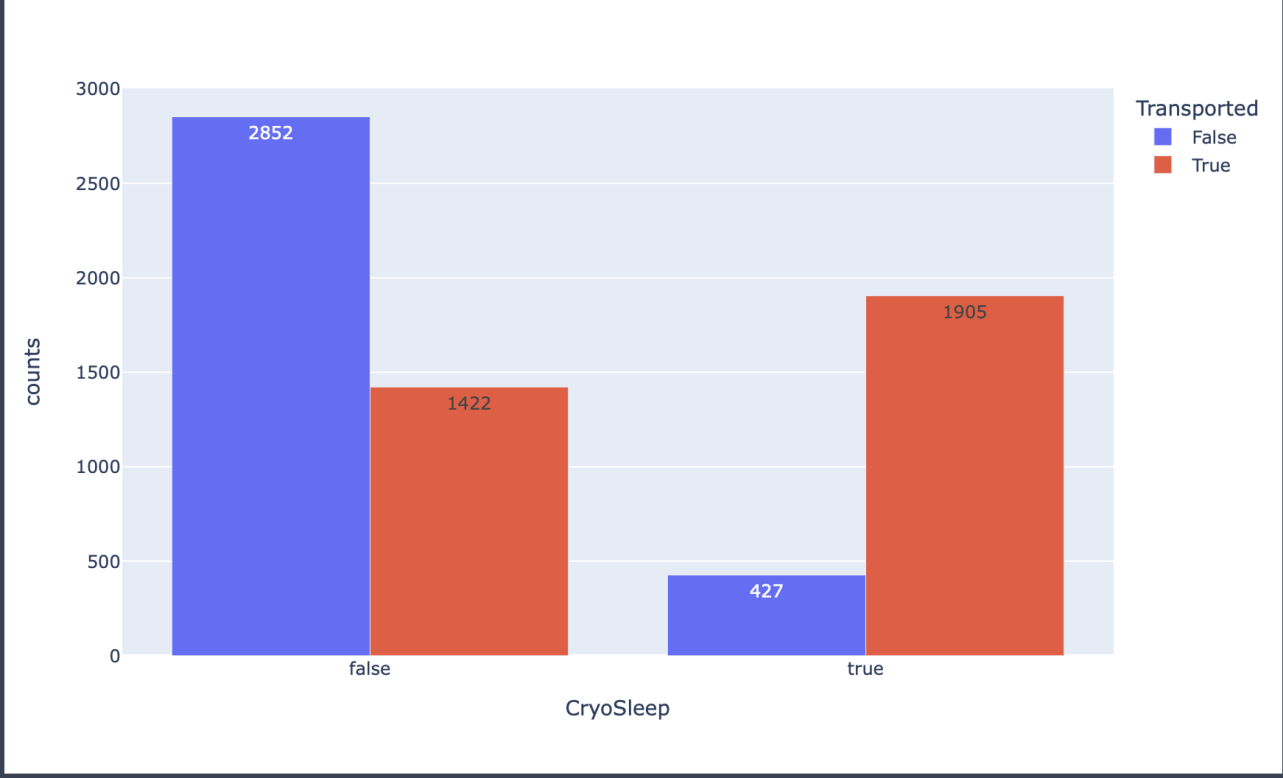 3000
2500
2000
1500
1000
500
0
counts
2852
1422
427
1905
false
true
CryoSleep
Transported
False
True